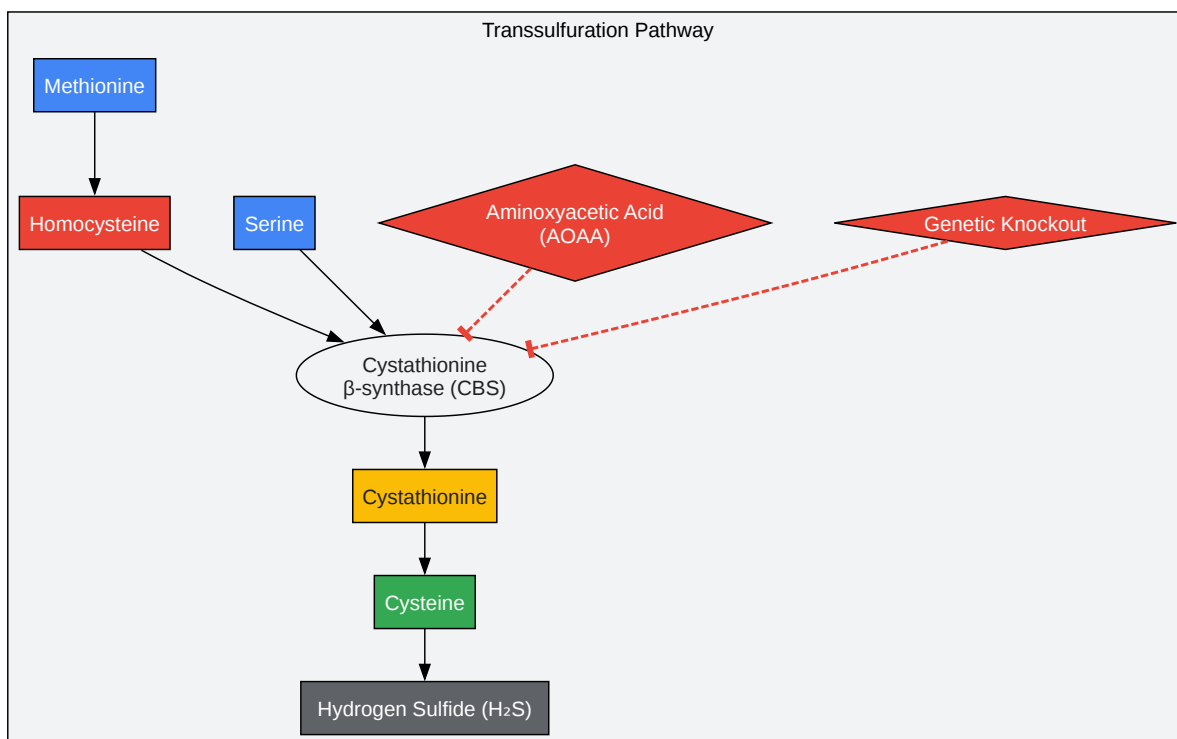 Transsulfuration Pathway
Methionine
Homocysteine
Serine
Aminoxyacetic Acid
(AOAA)
Genetic Knockout
Cystathionine
β-synthase (CBS)
Cystathionine
Cysteine
Hydrogen Sulfide (H₂S)